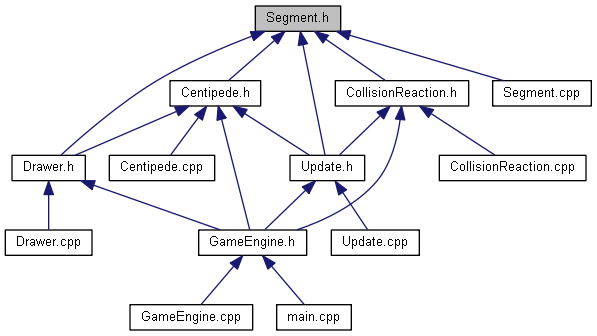 Segment.h
Centipede.h
CollisionReaction.h
Segment.cpp
Drawer.h
Centipede.cpp
Update.h
CollisionReaction.cpp
Drawer.cpp
GameEngine.h
Update.cpp
GameEngine.cpp
main.cpp